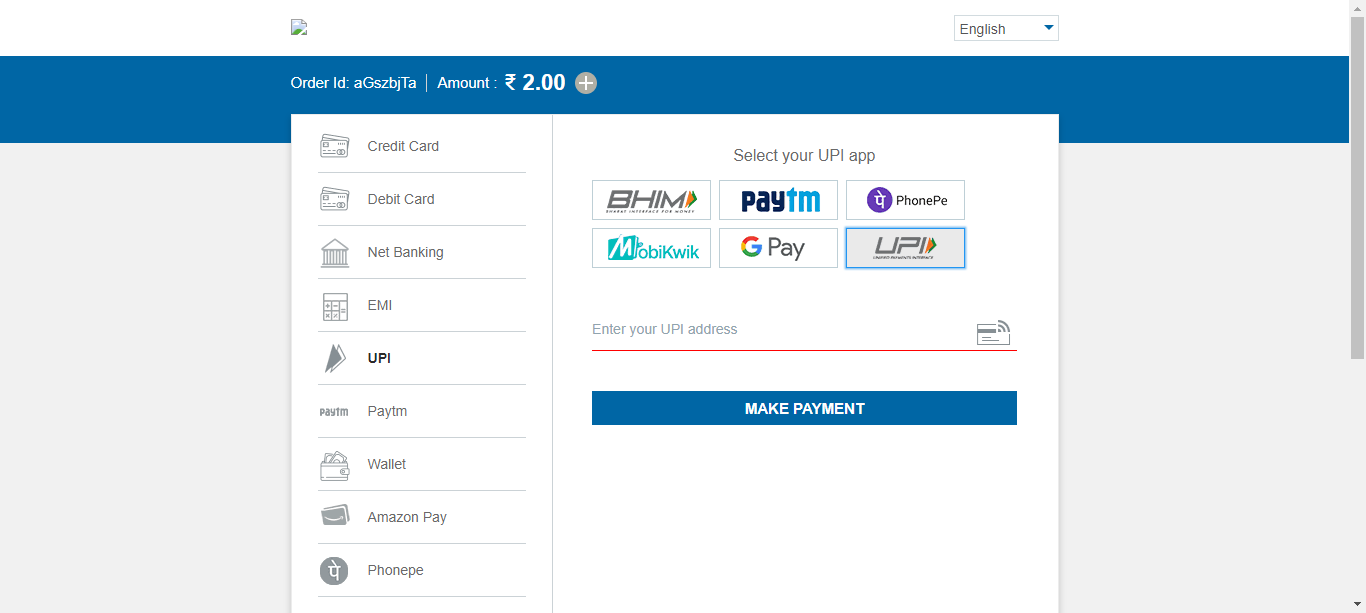 English
Order Id: aGszbjTa
Amount : ₹ 2.00
Credit Card
Debit Card
Net Banking
EMI
UPI
Paytm
Paytm
Wallet
Amazon Pay
Phonepe
Select your UPI app
BHIM
BHARAT INTERFACE FOR MONEY
Paytm
पे PhonePe
MobiKwik
G Pay
UPI
UNIFIED PAYMENTS INTERFACE
Enter your UPI address
MAKE PAYMENT